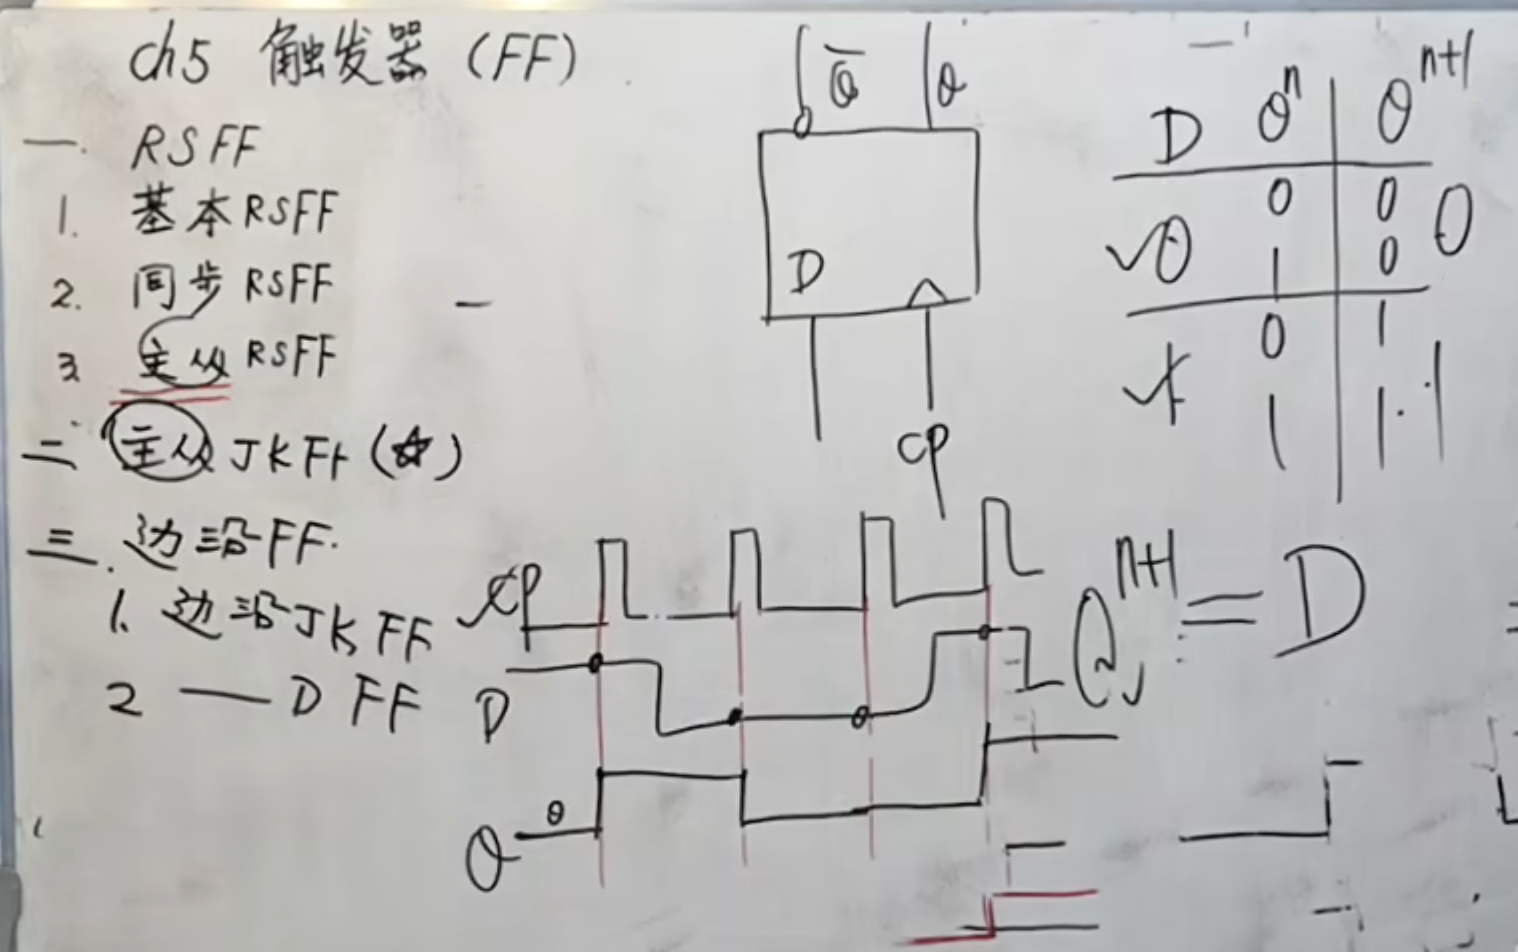 ch5 触发器 (FF)
一. RSFF
1. 基本RSFF
2. 同步RSFF
3. 主从RSFF
二 主从JKFF (☆)
三. 边沿FF.
1. 边沿JKFF
2 — D FF
Q̄ Q
D
CP
D Qⁿ Qⁿ⁺¹
0 0
✓0 1 0 0
0 1
✓1 1 1 1
CP
D
0
Q
Qⁿ⁺¹ = D